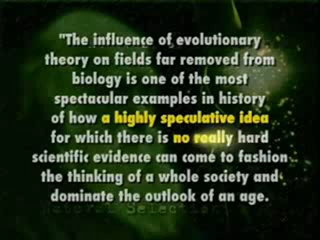 "The influence of evolutionary
theory on fields far removed from
biology is one of the most
spectacular examples in history
of how a highly speculative idea
for which there is no really hard
scientific evidence can come to fashion
the thinking of a whole society and
dominate the outlook of an age.
Natural Selection